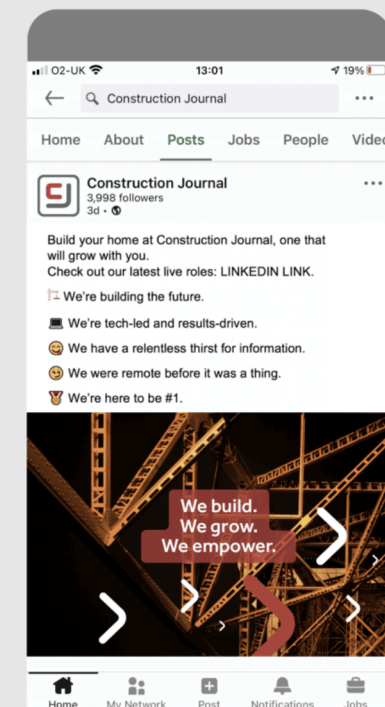 O2-UK
13:01
19%
Construction Journal
Home About Posts Jobs People Video
Construction Journal
3,998 followers
3d •
Build your home at Construction Journal, one that
will grow with you.
Check out our latest live roles: LINKEDIN LINK.
We're building the future.
We're tech-led and results-driven.
We have a relentless thirst for information.
We were remote before it was a thing.
We're here to be #1.
We build.
We grow.
We empower.
Home My Network Post Notifications Jobs